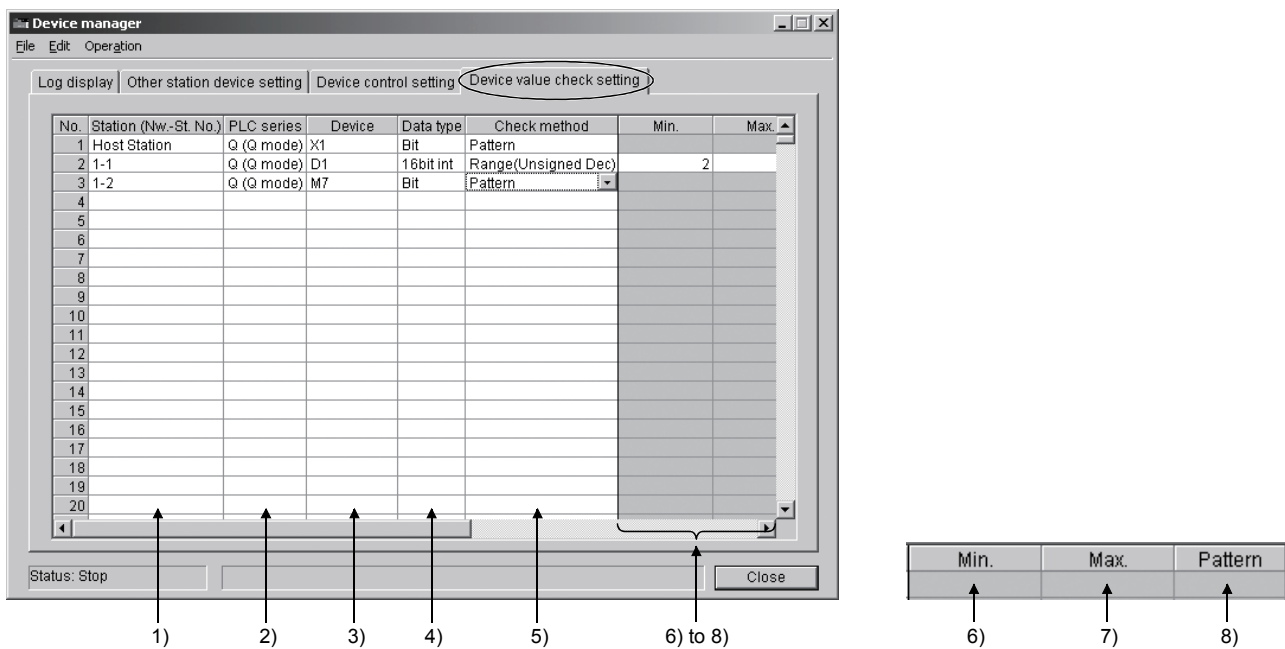 Device manager
File Edit Operation
Log display Other station device setting Device control setting Device value check setting
No. Station (Nw.-St. No.) PLC series Device Data type Check method Min. Max.
1 Host Station Q (Q mode) X1 Bit Pattern
2 1-1 Q (Q mode) D1 16bit int Range(Unsigned Dec) 2
3 1-2 Q (Q mode) M7 Bit Pattern
4
5
6
7
8
9
10
11
12
13
14
15
16
17
18
19
20
Status: Stop Close
1) 2) 3) 4) 5) 6) to 8)
Min. Max. Pattern
6) 7) 8)